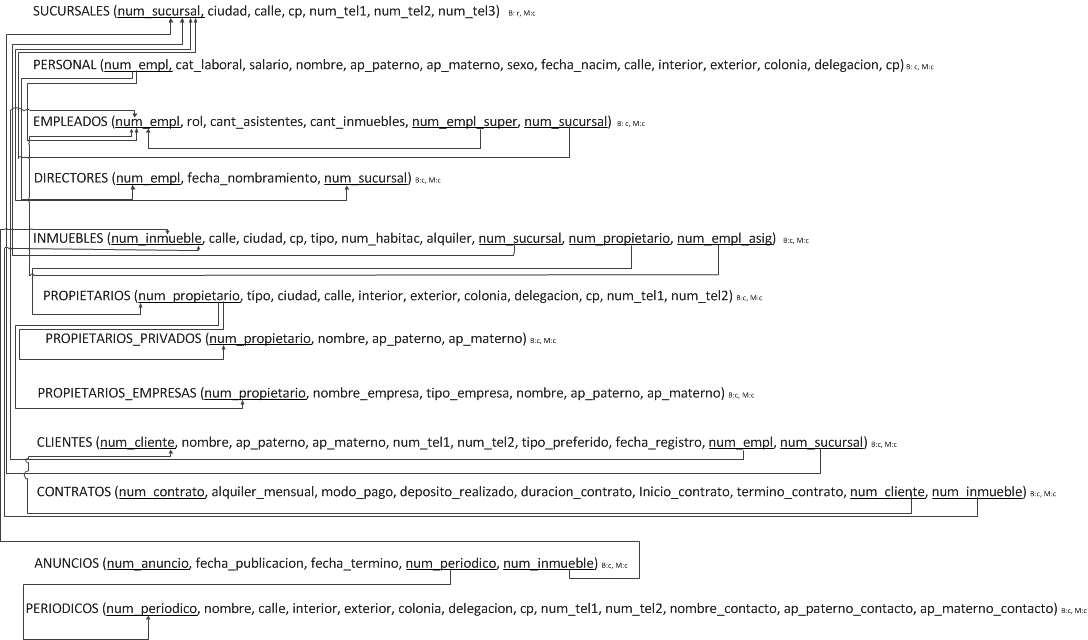 SUCURSALES (num_sucursal, ciudad, calle, cp, num_tel1, num_tel2, num_tel3) B: r, M:c
PERSONAL (num_empl, cat_laboral, salario, nombre, ap_paterno, ap_materno, sexo, fecha_nacim, calle, interior, exterior, colonia, delegacion, cp) B: c, M:c
EMPLEADOS (num_empl, rol, cant_asistentes, cant_inmuebles, num_empl_super, num_sucursal) B: c, M:c
DIRECTORES (num_empl, fecha_nombramiento, num_sucursal) B:c, M:c
INMUEBLES (num_inmueble, calle, ciudad, cp, tipo, num_habitac, alquiler, num_sucursal, num_propietario, num_empl_asig) B:c, M:c
PROPIETARIOS (num_propietario, tipo, ciudad, calle, interior, exterior, colonia, delegacion, cp, num_tel1, num_tel2) B:c, M:c
PROPIETARIOS_PRIVADOS (num_propietario, nombre, ap_paterno, ap_materno) B:c, M:c
PROPIETARIOS_EMPRESAS (num_propietario, nombre_empresa, tipo_empresa, nombre, ap_paterno, ap_materno) B:c, M:c
CLIENTES (num_cliente, nombre, ap_paterno, ap_materno, num_tel1, num_tel2, tipo_preferido, fecha_registro, num_empl, num_sucursal) B:c, M:c
CONTRATOS (num_contrato, alquiler_mensual, modo_pago, deposito_realizado, duracion_contrato, Inicio_contrato, termino_contrato, num_cliente, num_inmueble) B:c, M:c
ANUNCIOS (num_anuncio, fecha_publicacion, fecha_termino, num_periodico, num_inmueble) B:c, M:c
PERIODICOS (num_periodico, nombre, calle, interior, exterior, colonia, delegacion, cp, num_tel1, num_tel2, nombre_contacto, ap_paterno_contacto, ap_materno_contacto) B:c, M:c